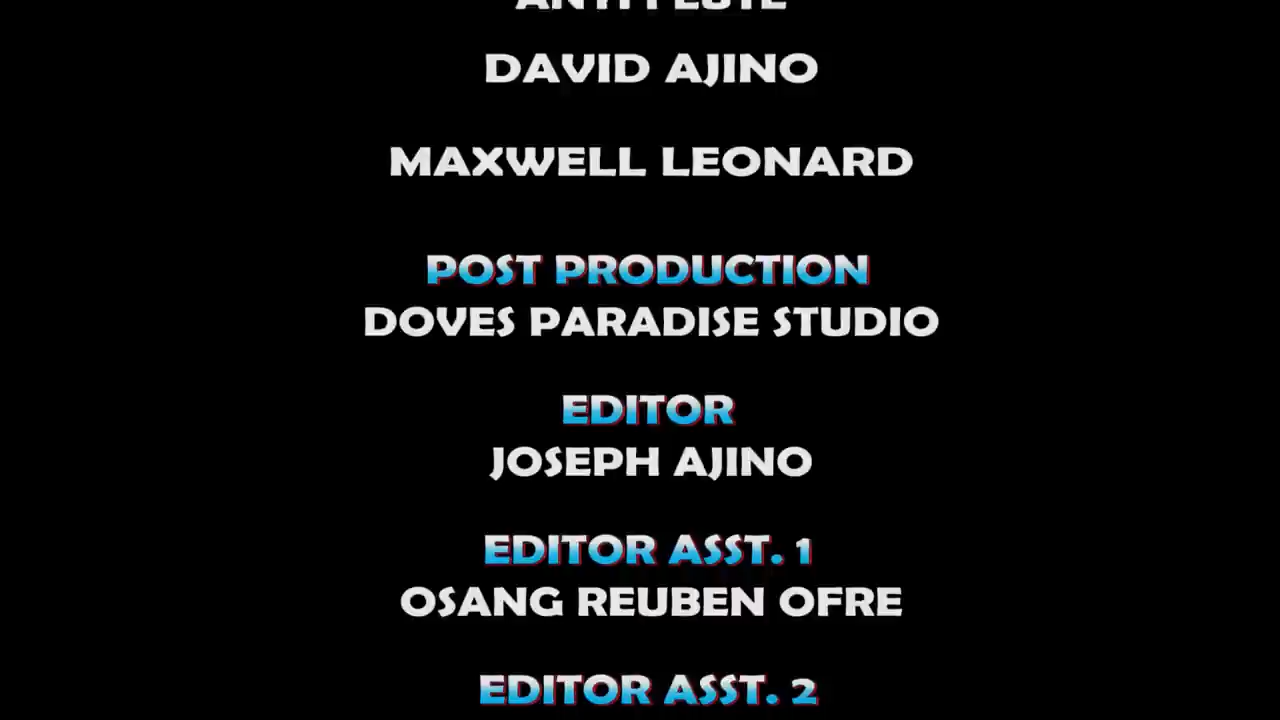 DAVID AJINO
MAXWELL LEONARD
POST PRODUCTION
DOVES PARADISE STUDIO
EDITOR
JOSEPH AJINO
EDITOR ASST. 1
OSANG REUBEN OFRE
EDITOR ASST. 2